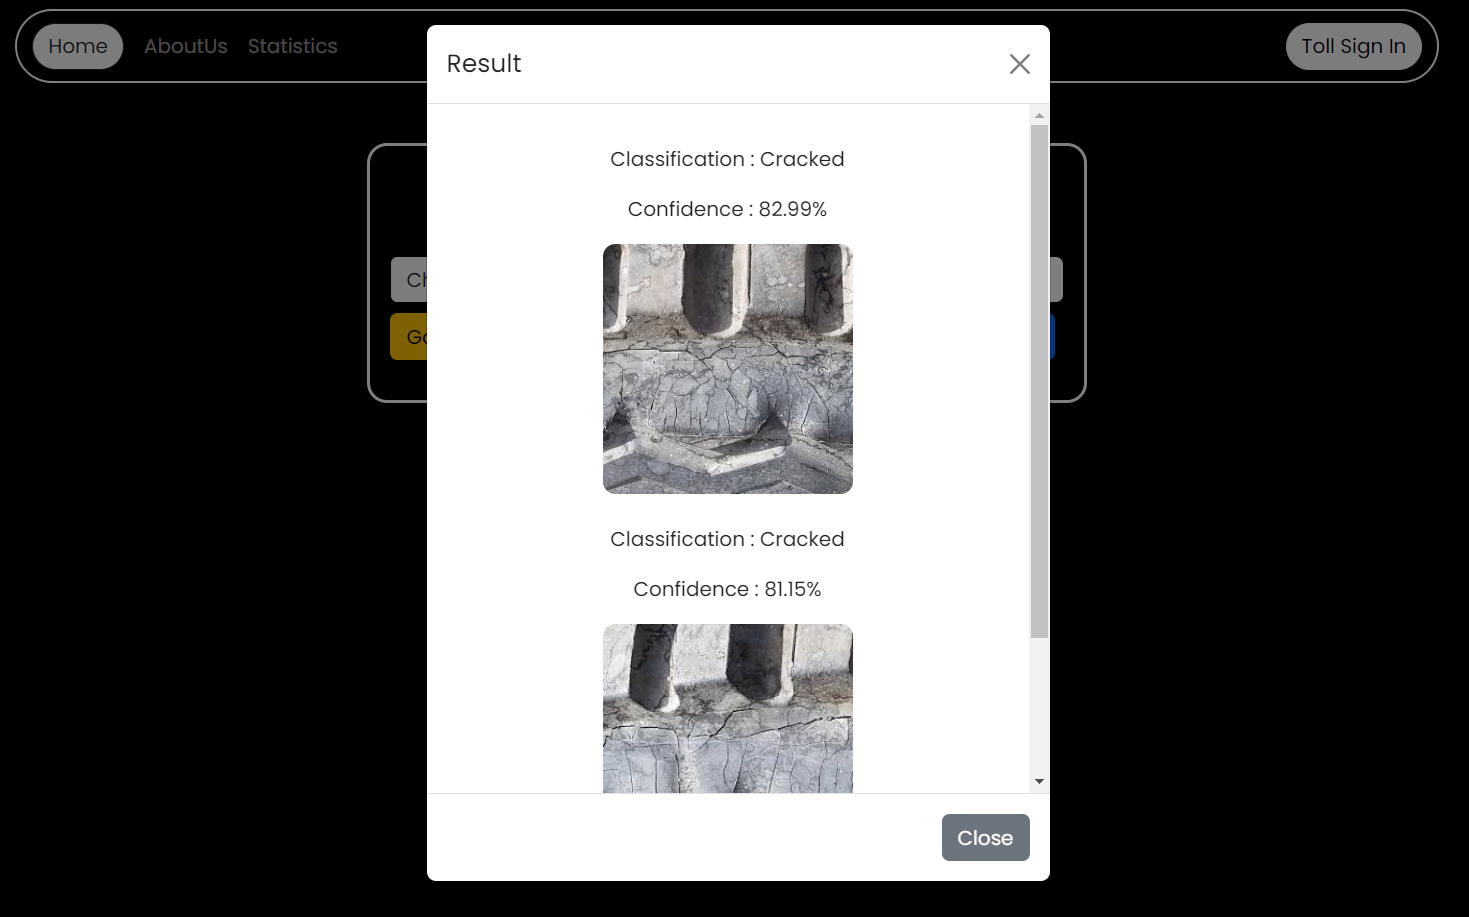 Home AboutUs Statistics Toll Sign In
Result
Classification : Cracked
Confidence : 82.99%
Classification : Cracked
Confidence : 81.15%
Close